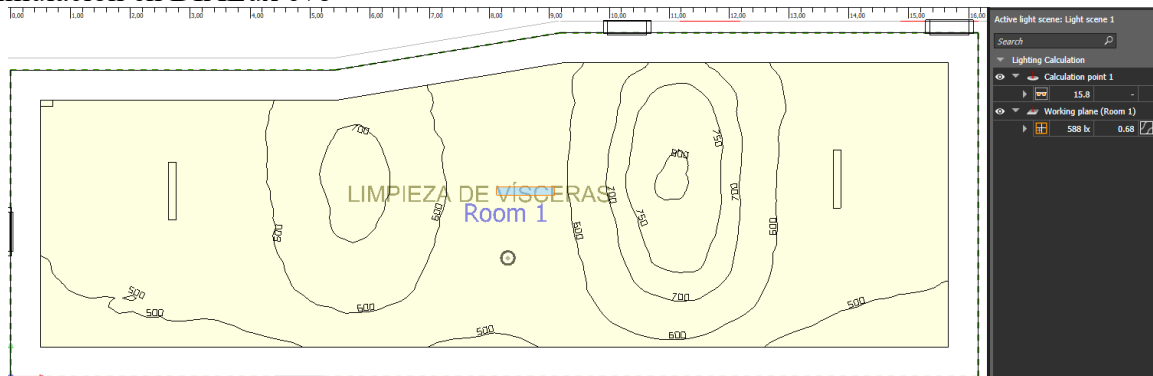 0,00 1,00 2,00 3,00 4,00 5,00 6,00 7,00 8,00 9,00 10,00 11,00 12,00 13,00 14,00 15,00 16,00
Active light scene: Light scene 1
Search
Lighting Calculation
Calculation point 1
15.8 -
Working plane (Room 1)
588 lx 0.68
700
800
750
LIMPIEZA DE VÍSCERAS
Room 1
700
700
750
600
600
600
600
500
500
600
500
700
600
500